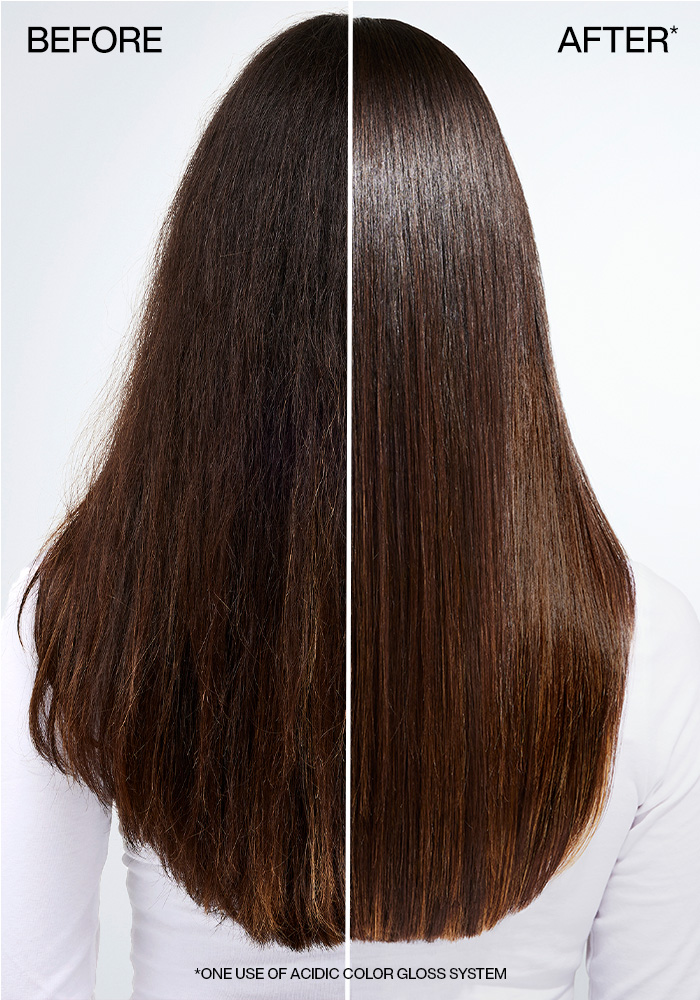 BEFORE
AFTER*
*ONE USE OF ACIDIC COLOR GLOSS SYSTEM